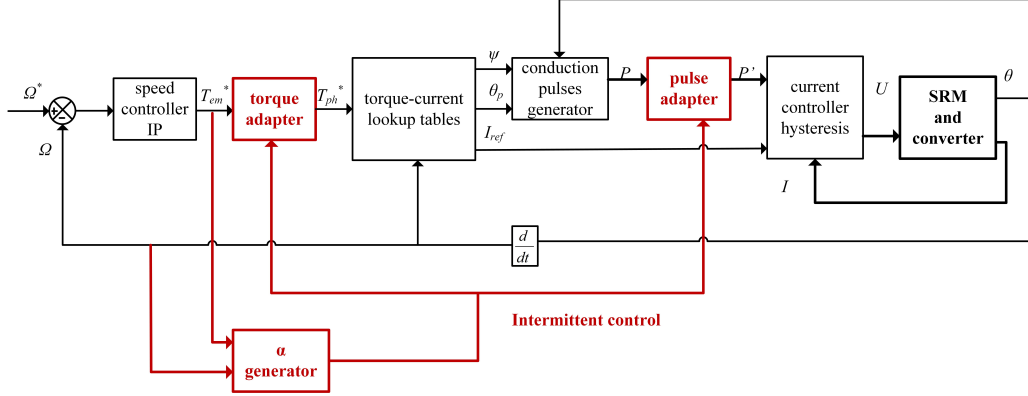 Ω*
+
−
Ω
speed
controller
IP
Tem*
torque
adapter
Tph*
torque-current
lookup tables
ψ
θp
Iref
conduction
pulses
generator
P
pulse
adapter
P’
current
controller
hysteresis
U
I
SRM
and
converter
θ
d
dt
Intermittent control
α
generator